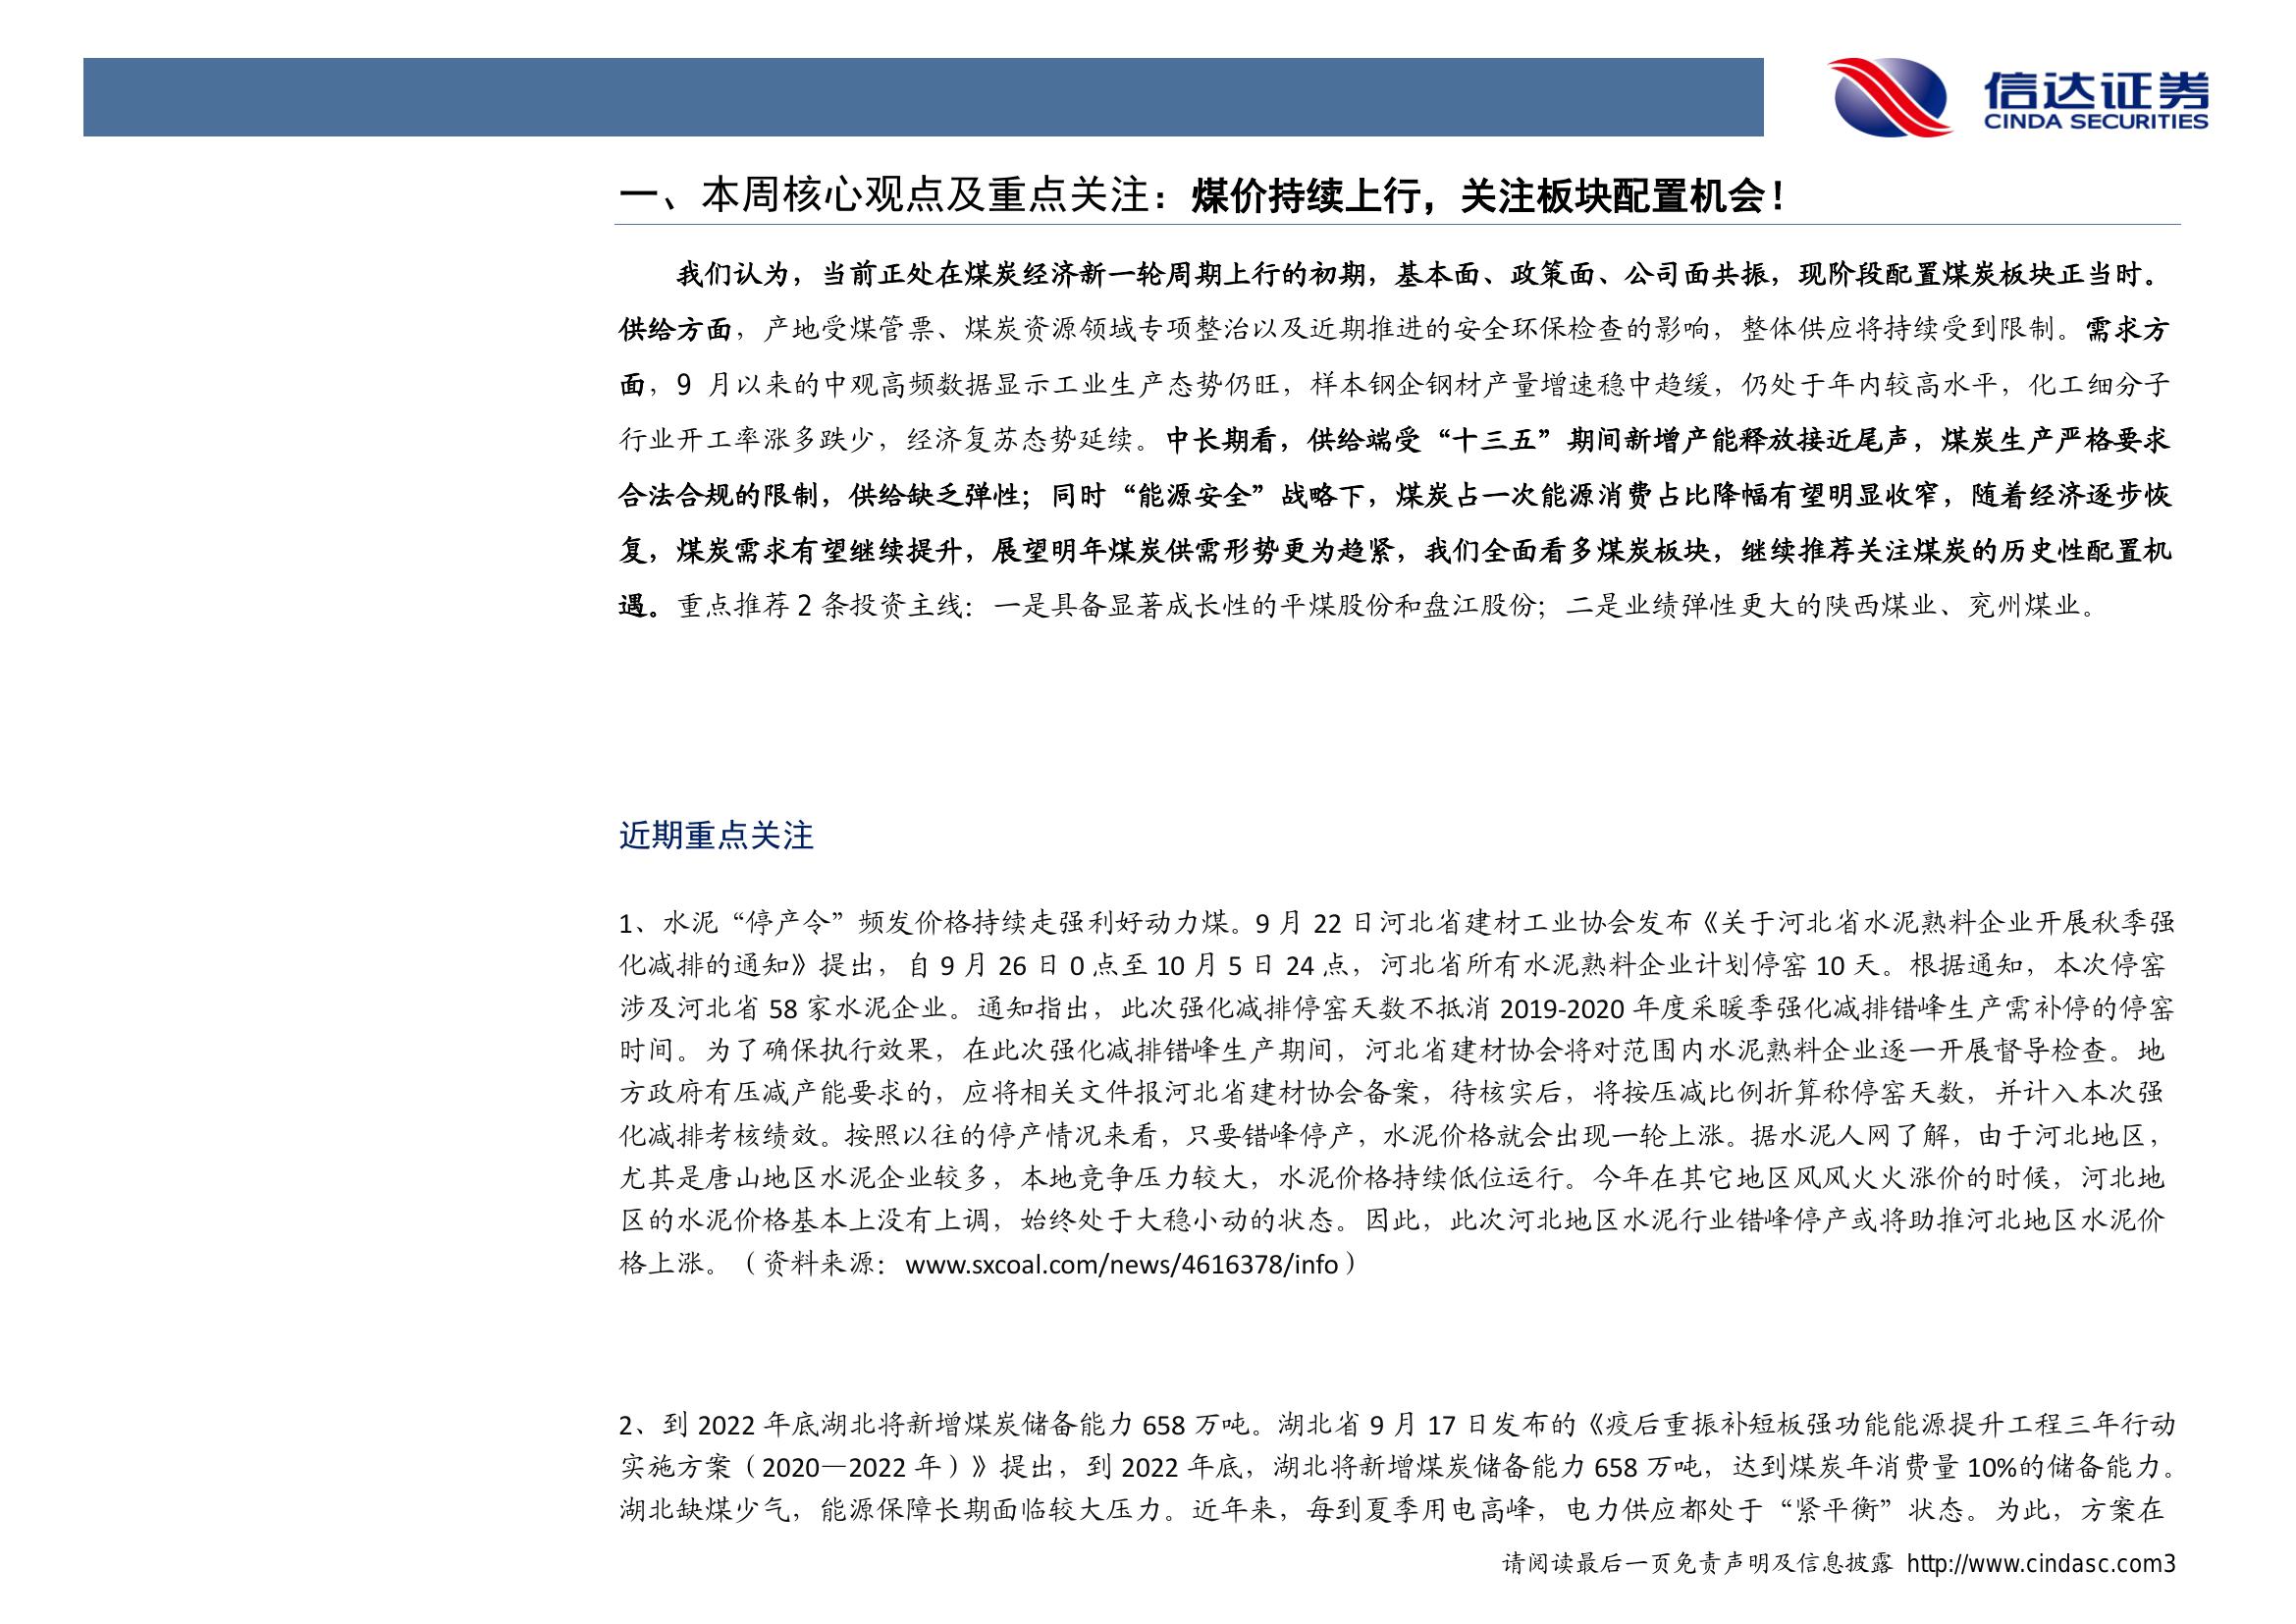 信达证券
CINDA SECURITIES
一、本周核心观点及重点关注：煤价持续上行，关注板块配置机会！
我们认为，当前正处在煤炭经济新一轮周期上行的初期，基本面、政策面、公司面共振，现阶段配置煤炭板块正当时。
供给方面，产地受煤管票、煤炭资源领域专项整治以及近期推进的安全环保检查的影响，整体供应将持续受到限制。需求方
面，9 月以来的中观高频数据显示工业生产态势仍旺，样本钢企钢材产量增速稳中趋缓，仍处于年内较高水平，化工细分子
行业开工率涨多跌少，经济复苏态势延续。中长期看，供给端受“十三五”期间新增产能释放接近尾声，煤炭生产严格要求
合法合规的限制，供给缺乏弹性；同时“能源安全”战略下，煤炭占一次能源消费占比降幅有望明显收窄，随着经济逐步恢
复，煤炭需求有望继续提升，展望明年煤炭供需形势更为趋紧，我们全面看多煤炭板块，继续推荐关注煤炭的历史性配置机
遇。重点推荐 2 条投资主线：一是具备显著成长性的平煤股份和盘江股份；二是业绩弹性更大的陕西煤业、兖州煤业。
近期重点关注
1、水泥“停产令”频发价格持续走强利好动力煤。9 月 22 日河北省建材工业协会发布《关于河北省水泥熟料企业开展秋季强
化减排的通知》提出，自 9 月 26 日 0 点至 10 月 5 日 24 点，河北省所有水泥熟料企业计划停窑 10 天。根据通知，本次停窑
涉及河北省 58 家水泥企业。通知指出，此次强化减排停窑天数不抵消 2019-2020 年度采暖季强化减排错峰生产需补停的停窑
时间。为了确保执行效果，在此次强化减排错峰生产期间，河北省建材协会将对范围内水泥熟料企业逐一开展督导检查。地
方政府有压减产能要求的，应将相关文件报河北省建材协会备案，待核实后，将按压减比例折算称停窑天数，并计入本次强
化减排考核绩效。按照以往的停产情况来看，只要错峰停产，水泥价格就会出现一轮上涨。据水泥人网了解，由于河北地区，
尤其是唐山地区水泥企业较多，本地竞争压力较大，水泥价格持续低位运行。今年在其它地区风风火火涨价的时候，河北地
区的水泥价格基本上没有上调，始终处于大稳小动的状态。因此，此次河北地区水泥行业错峰停产或将助推河北地区水泥价
格上涨。（资料来源：www.sxcoal.com/news/4616378/info）
2、到 2022 年底湖北将新增煤炭储备能力 658 万吨。湖北省 9 月 17 日发布的《疫后重振补短板强功能能源提升工程三年行动
实施方案（2020—2022 年）》提出，到 2022 年底，湖北将新增煤炭储备能力 658 万吨，达到煤炭年消费量 10%的储备能力。
湖北缺煤少气，能源保障长期面临较大压力。近年来，每到夏季用电高峰，电力供应都处于“紧平衡”状态。为此，方案在
请阅读最后一页免责声明及信息披露 http://www.cindasc.com3